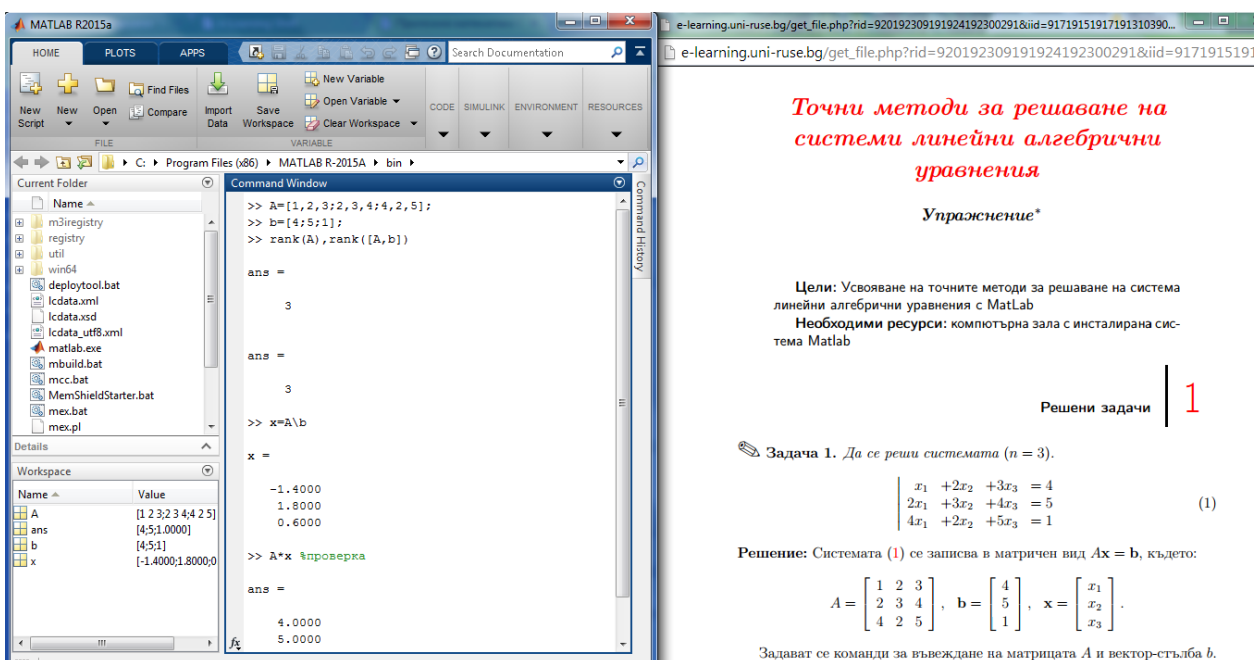 MATLAB R2015a
HOME PLOTS APPS
Search Documentation
New Script
New
Open
Find Files
Compare
Import Data
Save Workspace
New Variable
Open Variable
Clear Workspace
CODE SIMULINK ENVIRONMENT RESOURCES
FILE VARIABLE
C: Program Files (x86) MATLAB R-2015A bin
Current Folder
Name
m3iregistry
registry
util
win64
deploytool.bat
lcdata.xml
lcdata.xsd
lcdata_utf8.xml
matlab.exe
mbuild.bat
mcc.bat
MemShieldStarter.bat
mex.bat
mex.pl
Details
Workspace
Name Value
A [1 2 3;2 3 4;4 2 5]
ans [4;5;1.0000]
b [4;5;1]
x [-1.4000;1.8000;0
Command Window
>> A=[1,2,3;2,3,4;4,2,5];
>> b=[4;5;1];
>> rank(A),rank([A,b])
ans =
3
ans =
3
>> x=A\b
x =
-1.4000
1.8000
0.6000
>> A*x %проверка
ans =
4.0000
5.0000
fx
Command History
e-learning.uni-ruse.bg/get_file.php?rid=920192309191924192300291&iid=91719151917191310390...
e-learning.uni-ruse.bg/get_file.php?rid=920192309191924192300291&iid=9171915191
Точни методи за решаване на
системи линейни алгебрични
уравнения
Упражнение*
Цели: Усвояване на точните методи за решаване на система
линейни алгебрични уравнения с MatLab
Необходими ресурси: компютърна зала с инсталирана сис-
тема Matlab
Решени задачи 1
Задача 1. Да се реши системата (n = 3).
x₁ +2x₂ +3x₃ = 4
2x₁ +3x₂ +4x₃ = 5 (1)
4x₁ +2x₂ +5x₃ = 1
Решение: Системата (1) се записва в матричен вид Ax = b, където:
A = [1 2 3; 2 3 4; 4 2 5], b = [4; 5; 1], x = [x₁; x₂; x₃].
Задават се команди за въвеждане на матрицата A и вектор-стълба b.